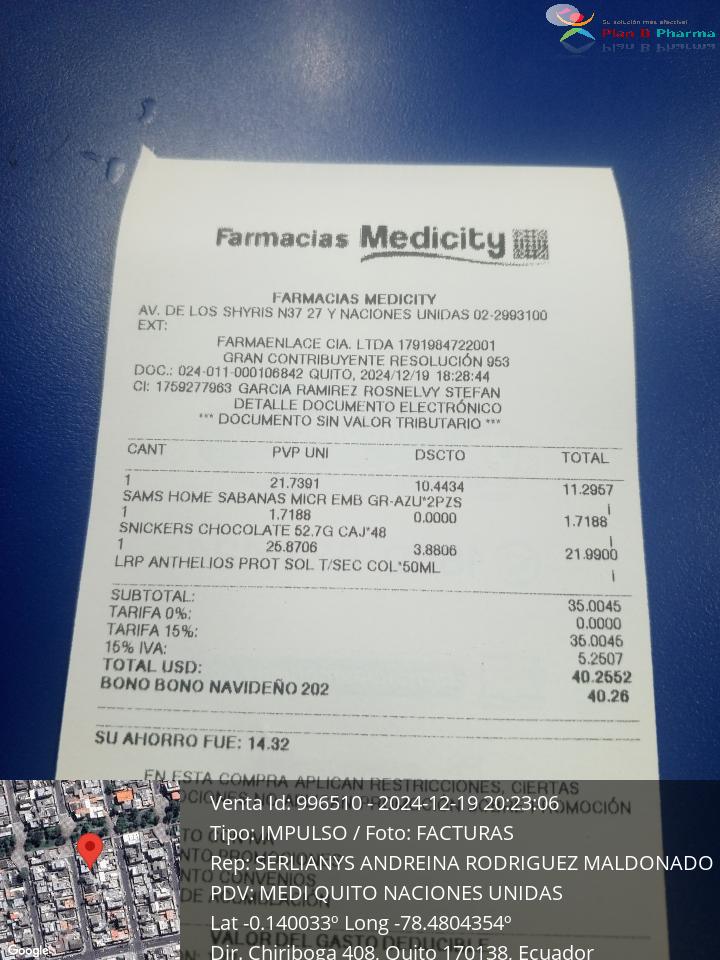 Su solución más efectiva!
Plan B Pharma
Farmacias Medicity
FARMACIAS MEDICITY
AV. DE LOS SHYRIS N37 27 Y NACIONES UNIDAS 02-2993100
EXT:
FARMAENLACE CIA. LTDA 1791984722001
GRAN CONTRIBUYENTE RESOLUCIÓN 953
DOC.: 024-011-000106842 QUITO, 2024/12/19 18:28:44
CI: 1759277963 GARCIA RAMIREZ ROSNELVY STEFAN
DETALLE DOCUMENTO ELECTRÓNICO
*** DOCUMENTO SIN VALOR TRIBUTARIO ***
CANT PVP UNI DSCTO TOTAL
1 21.7391 10.4434 11.2957
SAMS HOME SABANAS MICR EMB GR-AZU*2PZS i
1 1.7188 0.0000 1.7188
SNICKERS CHOCOLATE 52.7G CAJ*48 i
1 25.8706 3.8806 21.9900
LRP ANTHELIOS PROT SOL T/SEC COL*50ML i
SUBTOTAL: 35.0045
TARIFA 0%: 0.0000
TARIFA 15%: 35.0045
15% IVA: 5.2507
TOTAL USD: 40.2552
BONO BONO NAVIDEÑO 202 40.26
SU AHORRO FUE: 14.32
EN ESTA COMPRA APLICAN RESTRICCIONES, CIERTAS
PROMOCIÓN
VALOR DEL GASTO DEDUCIBLE
Venta Id: 996510 - 2024-12-19 20:23:06
Tipo: IMPULSO / Foto: FACTURAS
Rep: SERLIANYS ANDREINA RODRIGUEZ MALDONADO
PDV: MEDI QUITO NACIONES UNIDAS
Lat -0.140033º Long -78.4804354º
Dir. Chiriboga 408, Quito 170138, Ecuador
Google